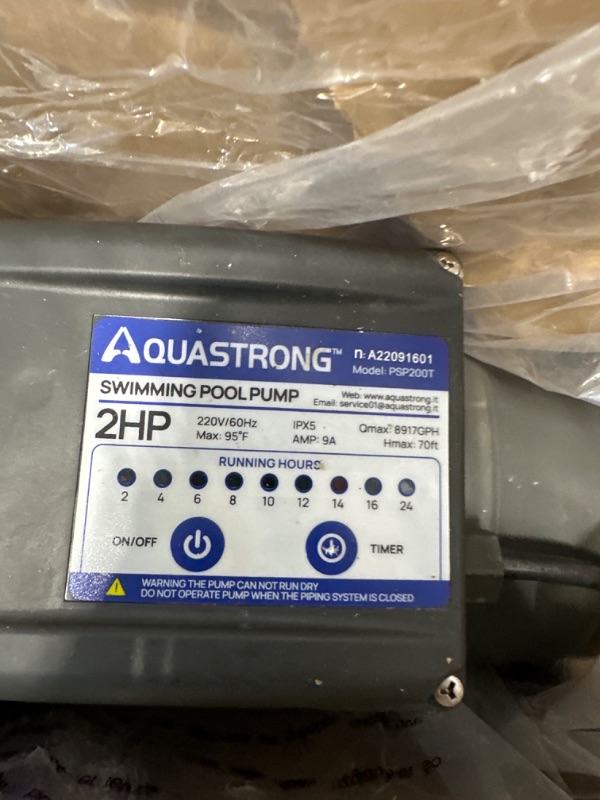 AQUASTRONG™ n: A22091601
Model: PSP200T
SWIMMING POOL PUMP Web: www.aquastrong.it
Email: service01@aquastrong.it
2HP 220V/60Hz IPX5 Qmax: 8917GPH
Max: 95°F AMP: 9A Hmax: 70ft
RUNNING HOURS
2 4 6 8 10 12 14 16 24
ON/OFF TIMER
WARNING THE PUMP CAN NOT RUN DRY
DO NOT OPERATE PUMP WHEN THE PIPING SYSTEM IS CLOSED